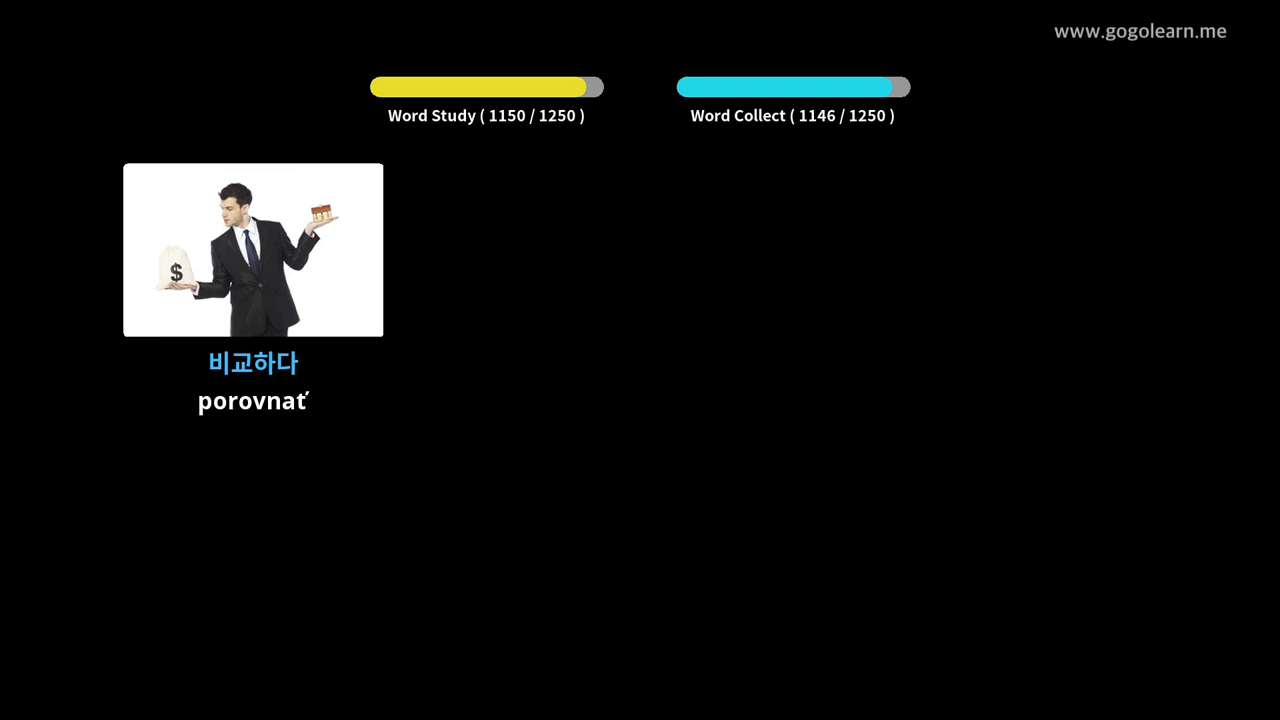 www.gogolearn.me
Word Study ( 1150 / 1250 )
Word Collect ( 1146 / 1250 )
$
비교하다
porovnať